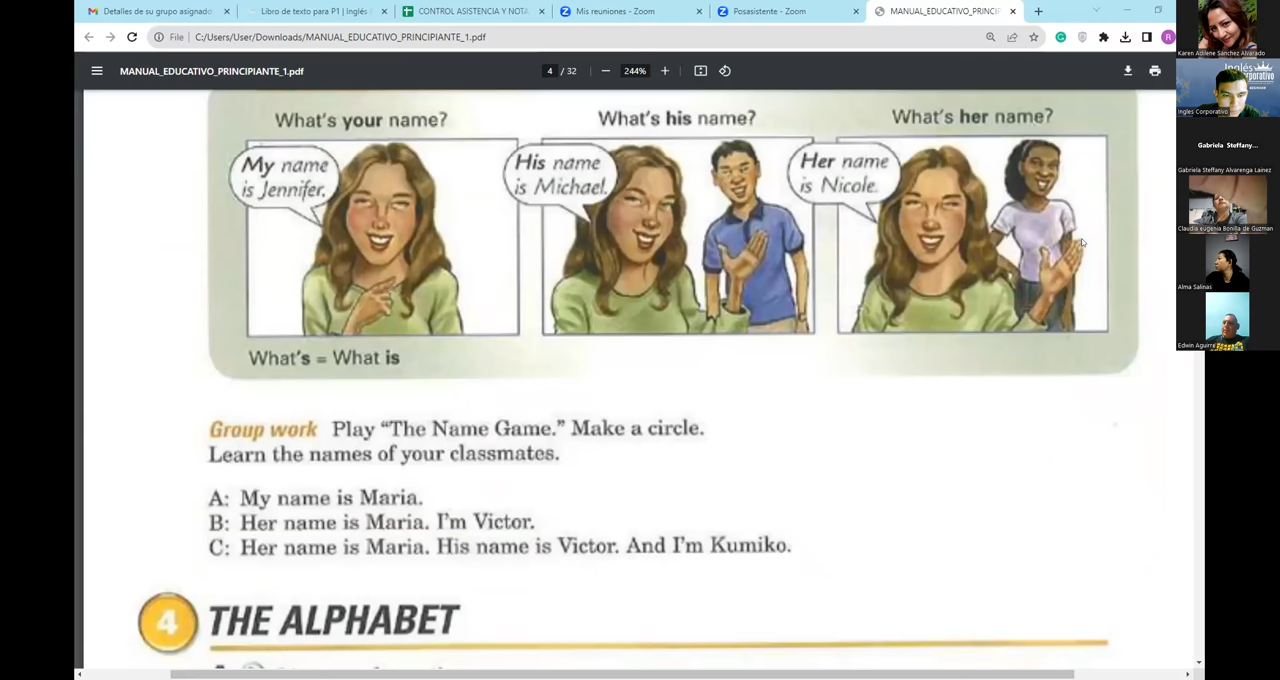 Detalles de su grupo asignado
Libro de texto para P1 | Inglés
CONTROL ASISTENCIA Y NOTA
Mis reuniones - Zoom
Posasistente - Zoom
MANUAL_EDUCATIVO_PRINCIP
File
C:/Users/User/Downloads/MANUAL_EDUCATIVO_PRINCIPIANTE_1.pdf
R
MANUAL_EDUCATIVO_PRINCIPIANTE_1.pdf
4 / 32
244%
What's your name?
What's his name?
What's her name?
My name
is Jennifer.
His name
is Michael.
Her name
is Nicole.
What's = What is
Group work Play “The Name Game.” Make a circle.
Learn the names of your classmates.
A: My name is Maria.
B: Her name is Maria. I'm Victor.
C: Her name is Maria. His name is Victor. And I'm Kumiko.
4 THE ALPHABET
Karen Adilene Sánchez Alvarado
Inglés
Corporativo
Ingles Corporativo
Gabriela Steffany...
Gabriela Steffany Alvarenga Lainez
Claudia eugenia Bonilla de Guzman
Alma Salinas
Edwin Aguirre